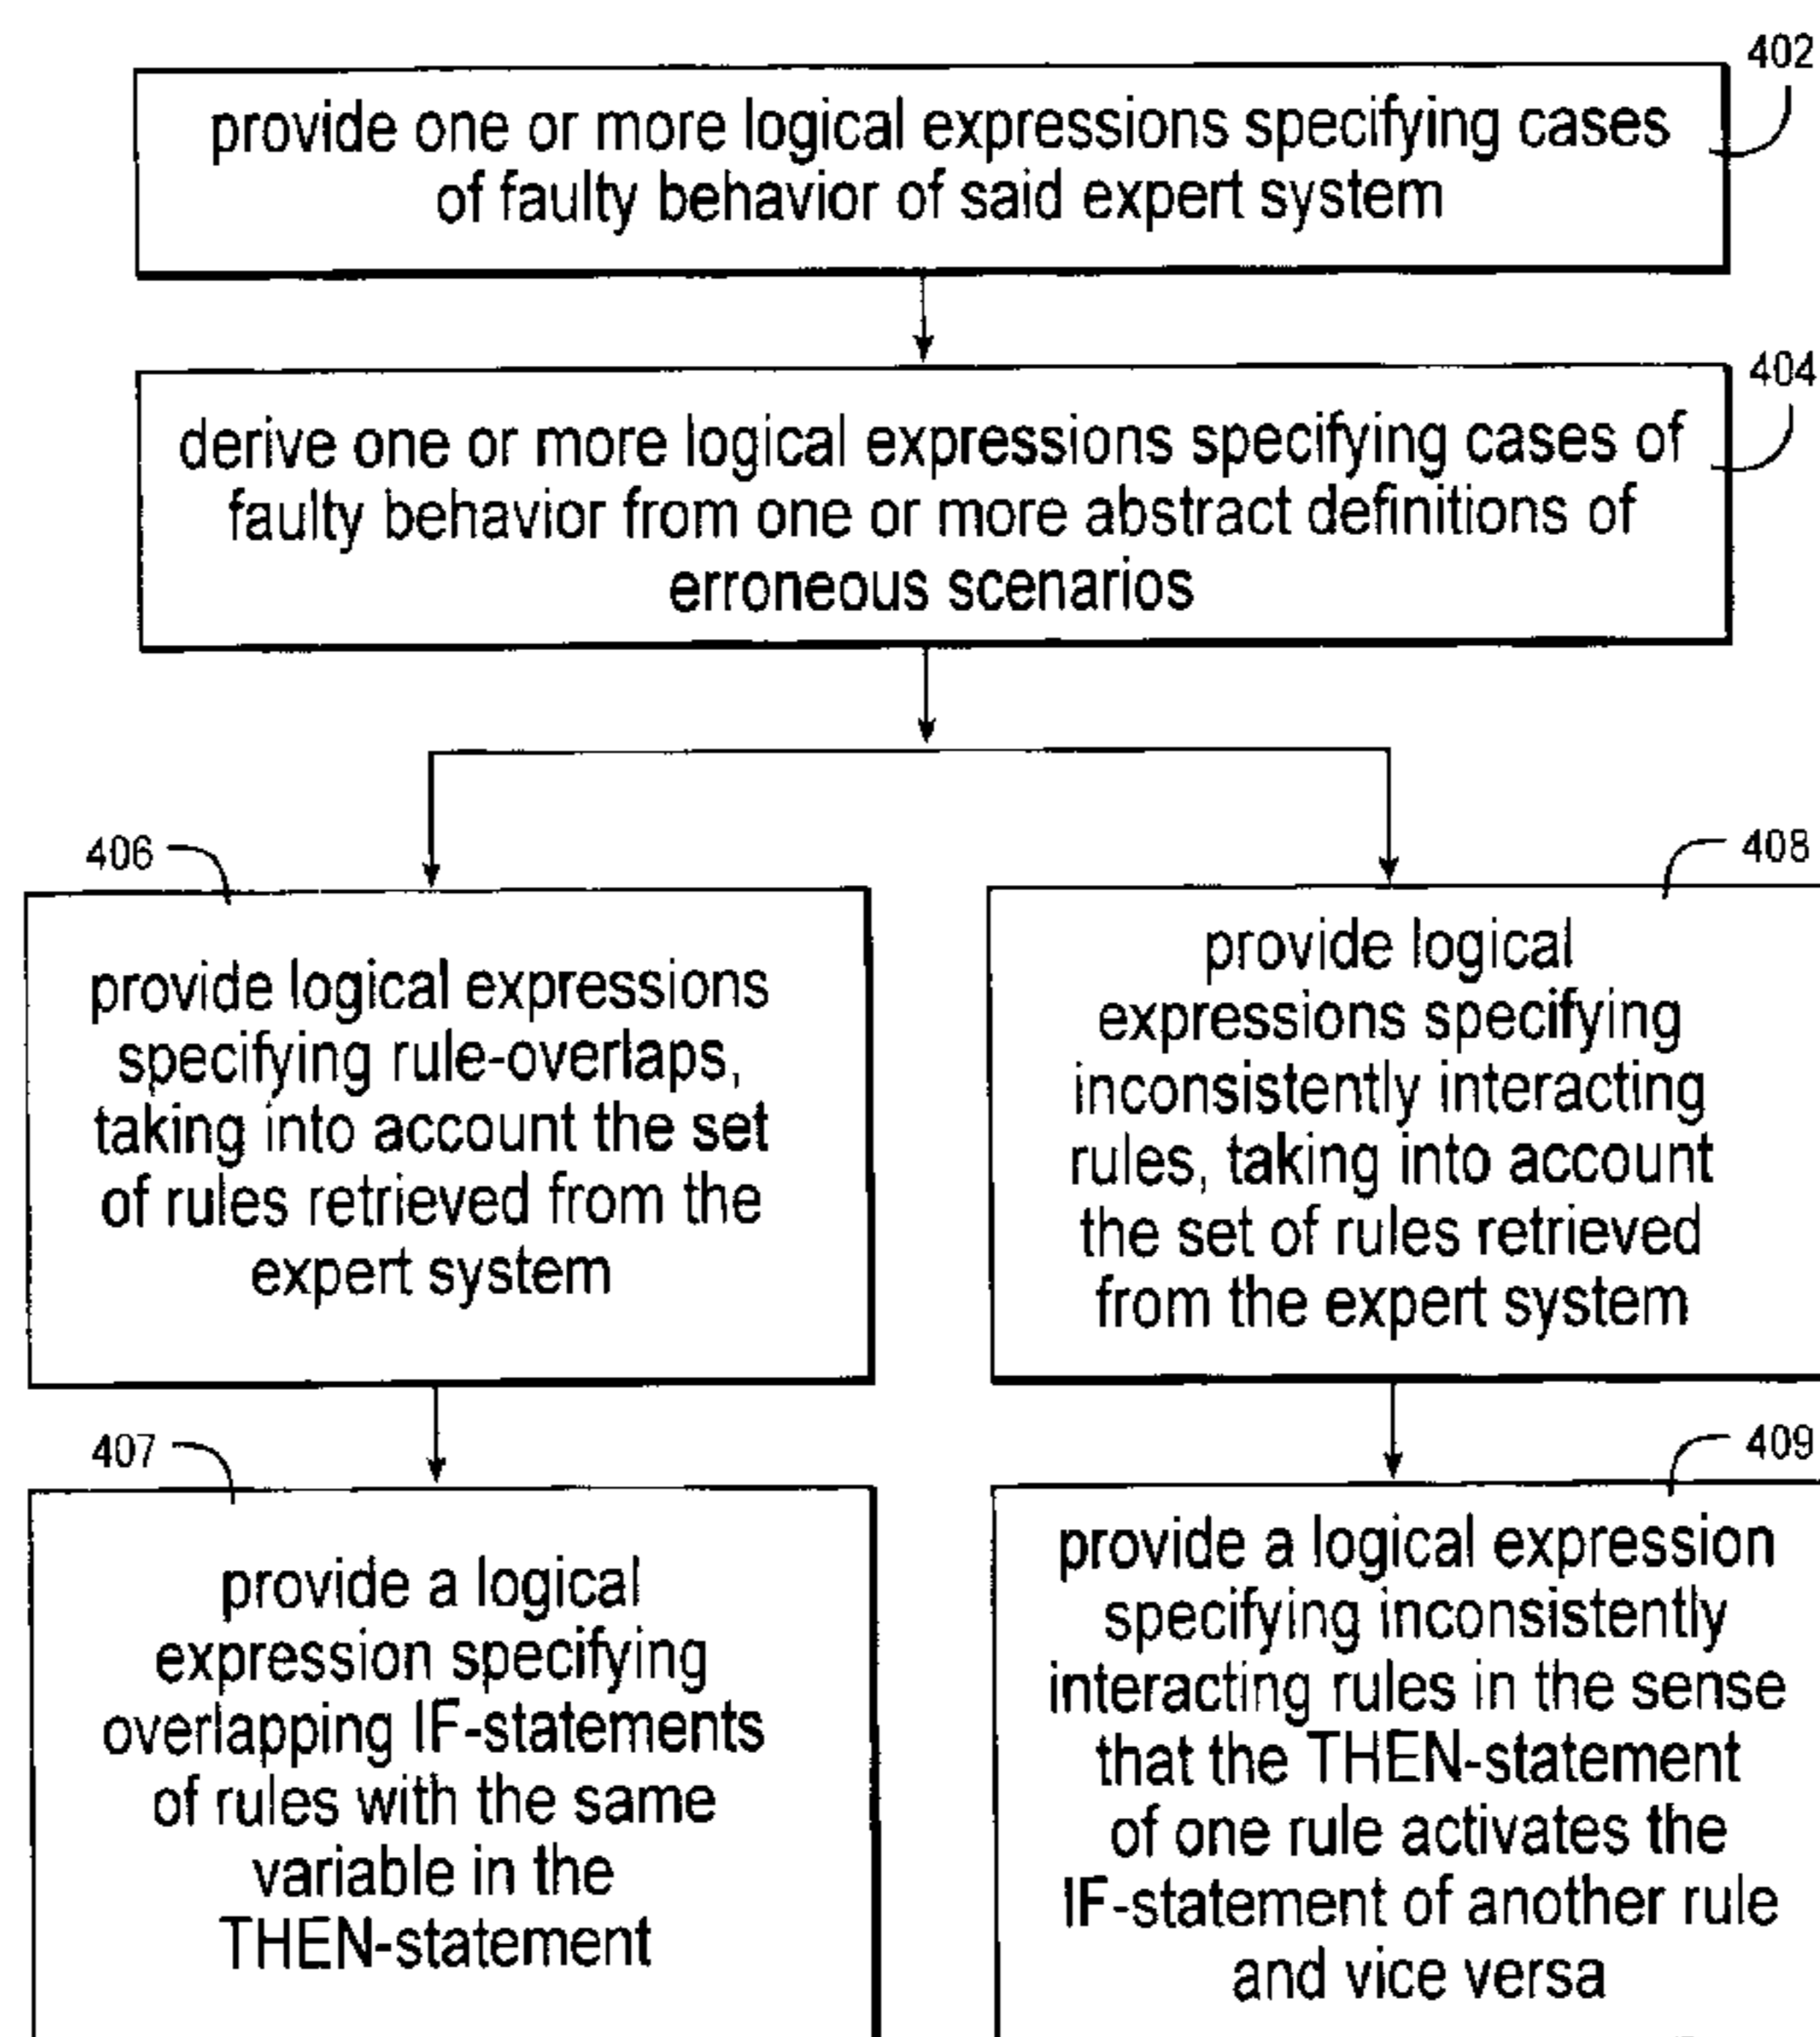 402
provide one or more logical expressions specifying cases
of faulty behavior of said expert system
404
derive one or more logical expressions specifying cases of
faulty behavior from one or more abstract definitions of
erroneous scenarios
406
provide logical expressions
specifying rule-overlaps,
taking into account the set
of rules retrieved from the
expert system
408
provide logical
expressions specifying
inconsistently interacting
rules, taking into account
the set of rules retrieved
from the expert system
407
provide a logical
expression specifying
overlapping IF-statements
of rules with the same
variable in the
THEN-statement
409
provide a logical expression
specifying inconsistently
interacting rules in the sense
that the THEN-statement
of one rule activates the
IF-statement of another rule
and vice versa